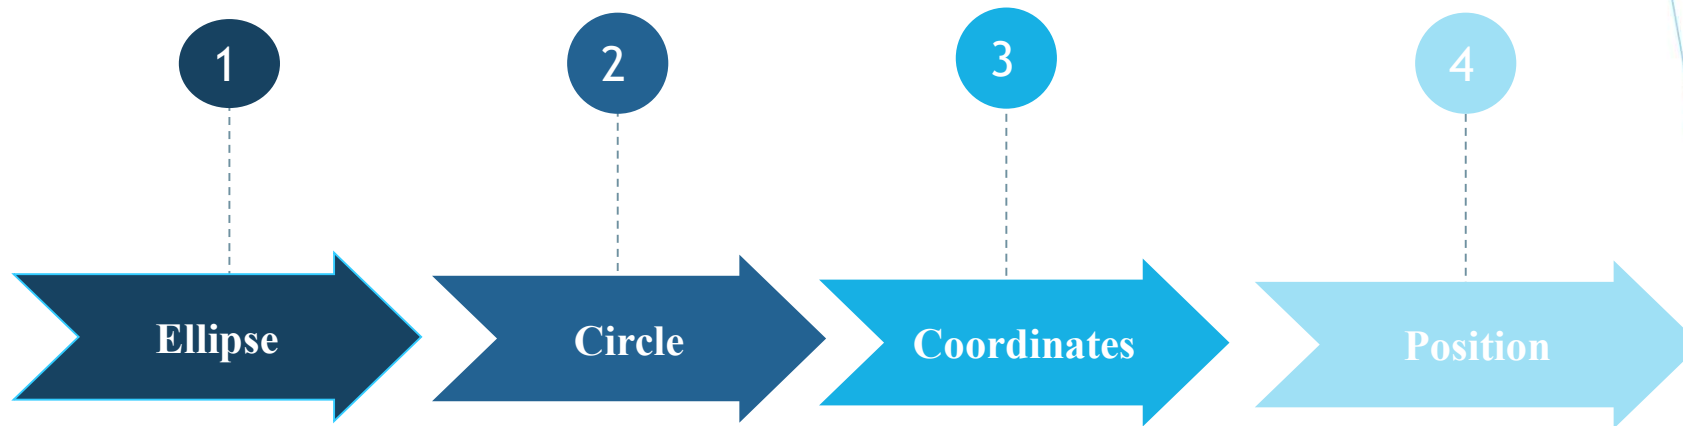 1
2
3
4
Ellipse
Circle
Coordinates
Position